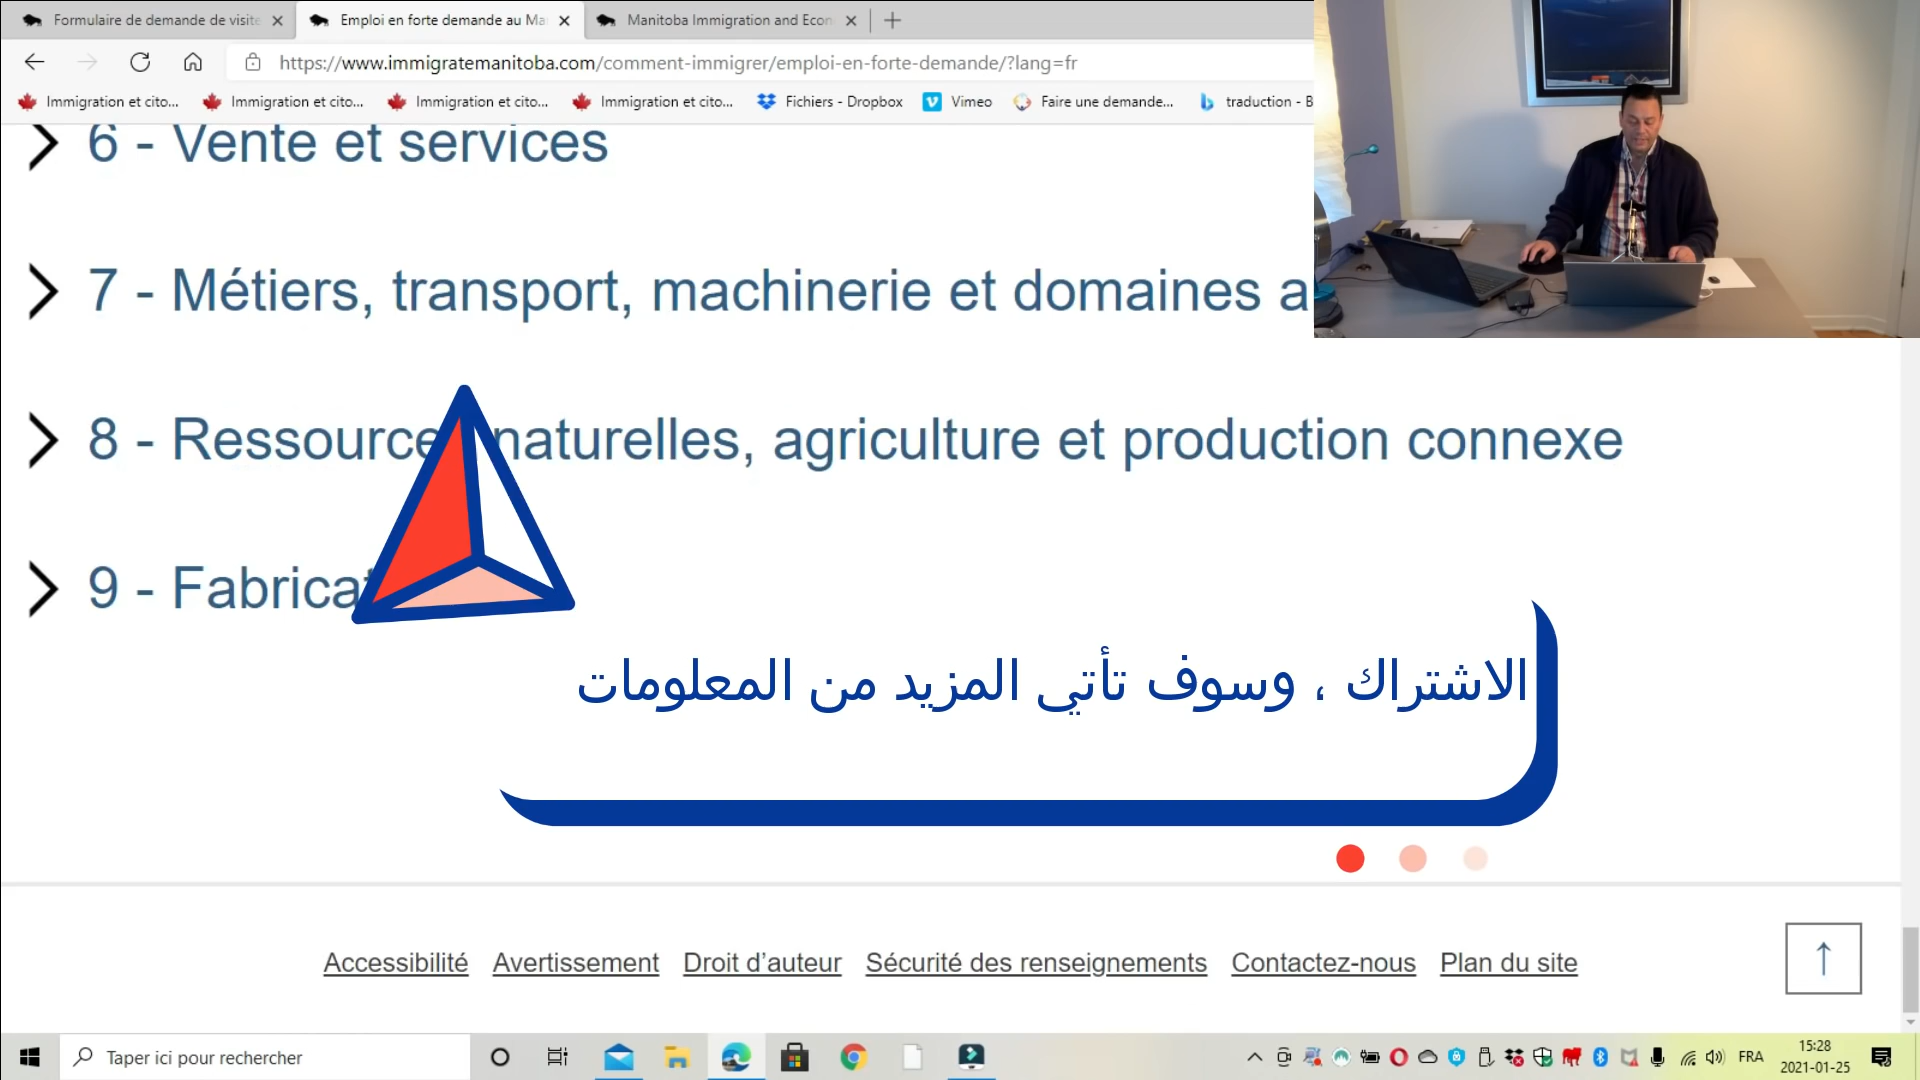 Formulaire de demande de visite
Emploi en forte demande au Ma
Manitoba Immigration and Econ
https://www.immigratemanitoba.com/comment-immigrer/emploi-en-forte-demande/?lang=fr
Immigration et cito...
Immigration et cito...
Immigration et cito...
Immigration et cito...
Fichiers - Dropbox
Vimeo
Faire une demande...
traduction - B
6 - Vente et services
7 - Métiers, transport, machinerie et domaines a
8 - Ressource naturelles, agriculture et production connexe
9 - Fabrica
الاشتراك ، وسوف تأتي المزيد من المعلومات
Accessibilité Avertissement Droit d’auteur Sécurité des renseignements Contactez-nous Plan du site
Taper ici pour rechercher
FRA
15:28
2021-01-25